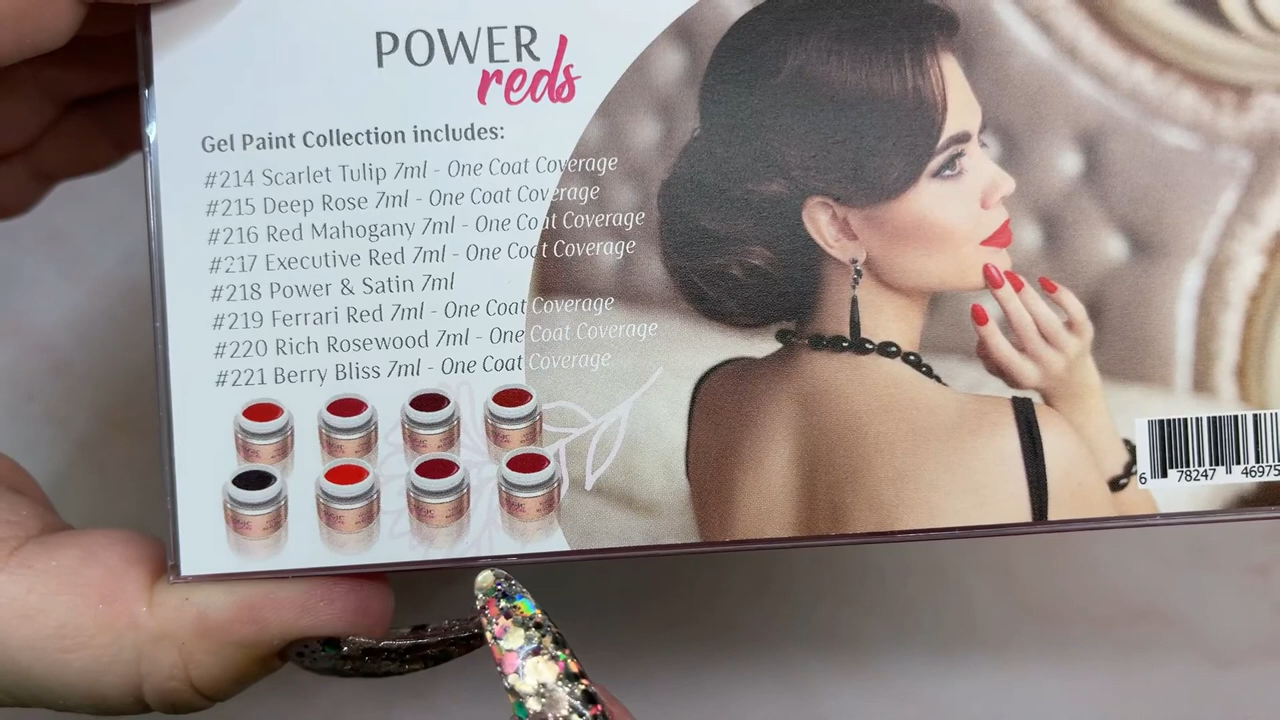 POWER
reds
Gel Paint Collection includes:
#214 Scarlet Tulip 7ml - One Coat Coverage
#215 Deep Rose 7ml - One Coat Coverage
#216 Red Mahogany 7ml - One Coat Coverage
#217 Executive Red 7ml - One Coat Coverage
#218 Power & Satin 7ml
#219 Ferrari Red 7ml - One Coat Coverage
#220 Rich Rosewood 7ml - One Coat Coverage
#221 Berry Bliss 7ml - One Coat Coverage
6 78247 46975